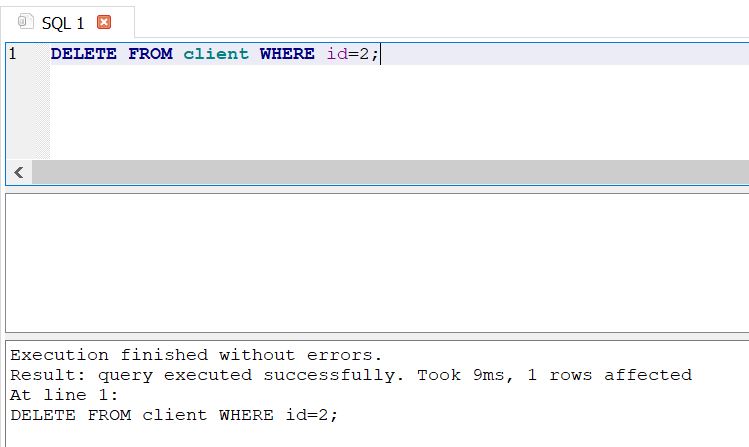 SQL 1
1 DELETE FROM client WHERE id=2;
Execution finished without errors.
Result: query executed successfully. Took 9ms, 1 rows affected
At line 1:
DELETE FROM client WHERE id=2;